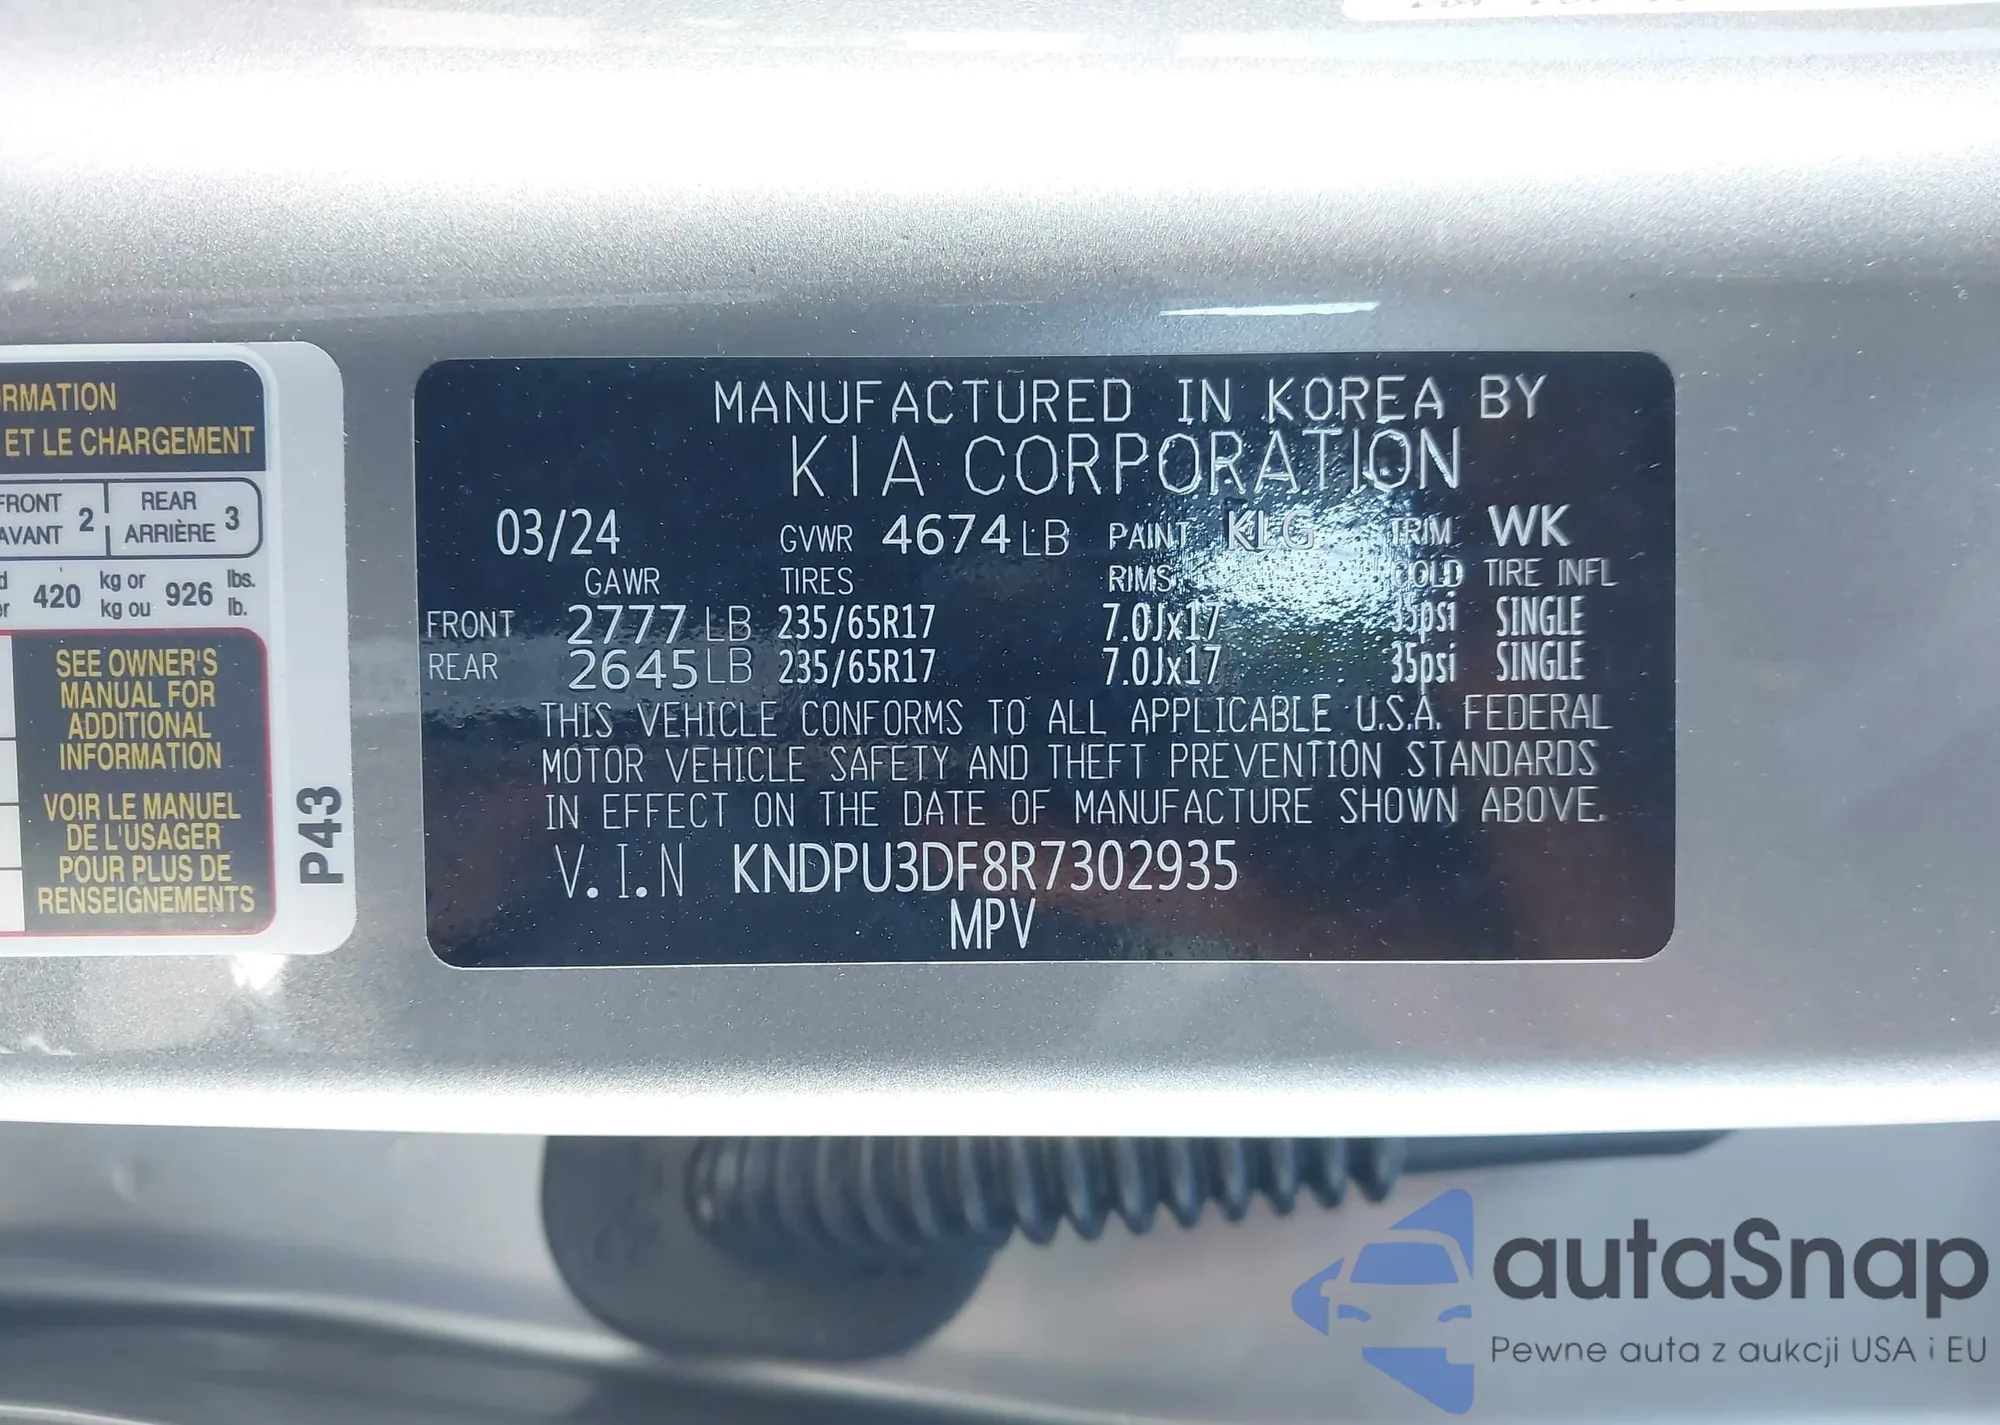 RMATION
ET LE CHARGEMENT
FRONT
AVANT 2
REAR
ARRIÈRE 3
420 kg or
kg ou 926 lbs.
lb.
SEE OWNER'S
MANUAL FOR
ADDITIONAL
INFORMATION
VOIR LE MANUEL
DE L'USAGER
POUR PLUS DE
RENSEIGNEMENTS
P43
MANUFACTURED IN KOREA BY
KIA CORPORATION
03/24 GVWR 4674 LB PAINT KLG TRIM WK
GAWR TIRES RIMS COLD TIRE INFL
FRONT 2777 LB 235/65R17 7.0Jx17 35psi SINGLE
REAR 2645 LB 235/65R17 7.0Jx17 35psi SINGLE
THIS VEHICLE CONFORMS TO ALL APPLICABLE U.S.A. FEDERAL
MOTOR VEHICLE SAFETY AND THEFT PREVENTION STANDARDS
IN EFFECT ON THE DATE OF MANUFACTURE SHOWN ABOVE.
V.I.N KNDPU3DF8R7302935
MPV
autaSnap
Pewne auta z aukcji USA i EU